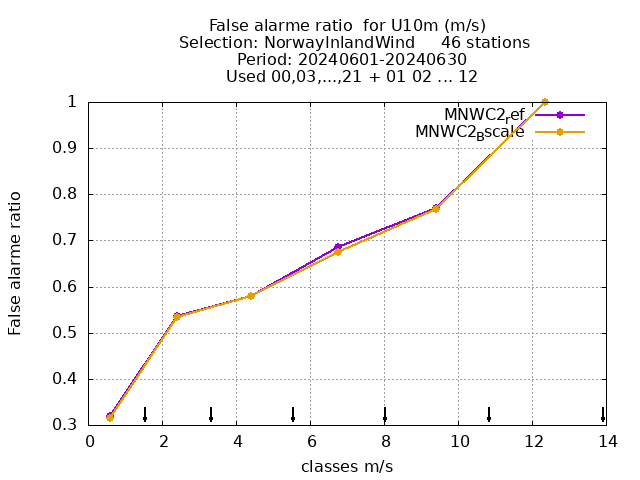 False alarme ratio  for U10m (m/s)
Selection: NorwayInlandWind     46 stations
Period: 20240601-20240630
Used 00,03,...,21 + 01 02 ... 12
MNWC2_ref
MNWC2_Bscale
1
0.9
0.8
0.7
0.6
0.5
0.4
0.3
False alarme ratio
0 2 4 6 8 10 12 14
classes m/s